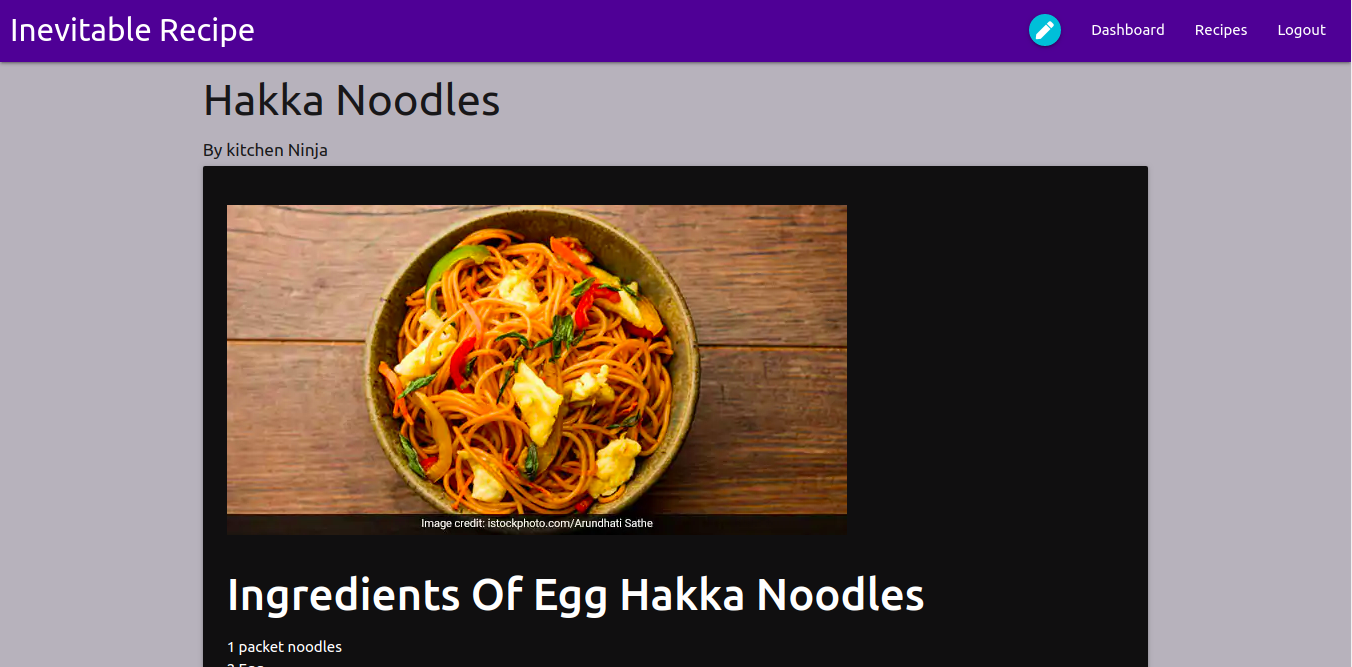 Inevitable Recipe
Dashboard Recipes Logout
Hakka Noodles
By kitchen Ninja
Image credit: istockphoto.com/Arundhati Sathe
Ingredients Of Egg Hakka Noodles
1 packet noodles